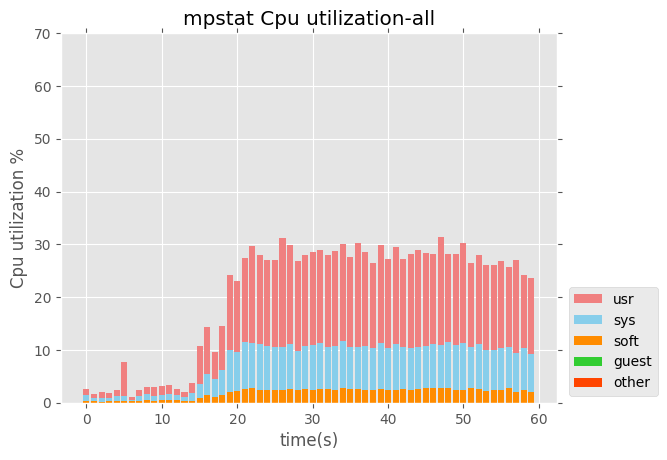 mpstat Cpu utilization-all
70
60
50
40
30
20
10
0
Cpu utilization %
0 10 20 30 40 50 60
time(s)
usr
sys
soft
guest
other